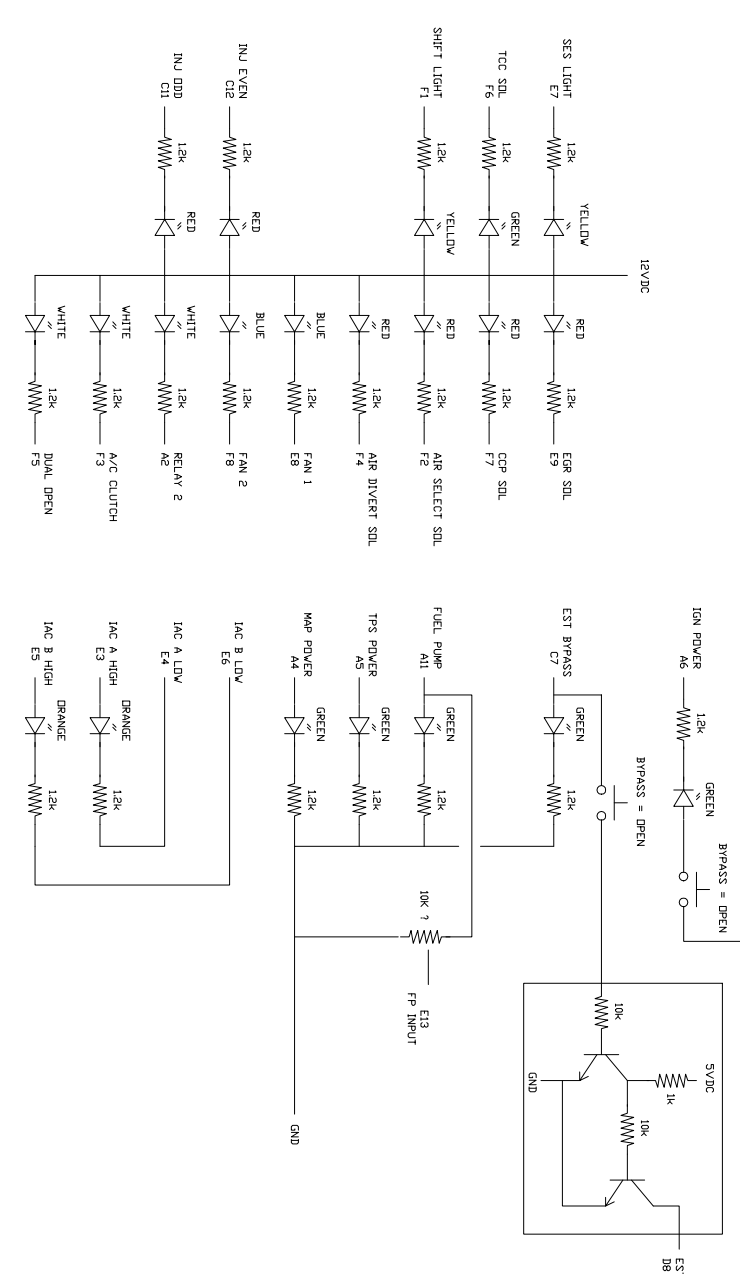 12VDC
SES LIGHT
E7
1.2k
YELLOW
RED
1.2k
EGR SOL
E9
TCC SOL
F6
1.2k
GREEN
RED
1.2k
CCP SOL
F7
SHIFT LIGHT
F1
1.2k
YELLOW
RED
1.2k
AIR SELECT SOL
F2
RED
1.2k
AIR DIVERT SOL
F4
BLUE
1.2k
FAN 1
E8
INJ EVEN
C12
1.2k
RED
BLUE
1.2k
FAN 2
F8
INJ ODD
C11
1.2k
RED
WHITE
1.2k
RELAY 2
A2
WHITE
1.2k
A/C CLUTCH
F3
WHITE
1.2k
DUAL OPEN
F5
IGN POWER
A6
1.2k
GREEN
BYPASS = OPEN
EST BYPASS
C7
GREEN
1.2k
BYPASS = OPEN
10k
5VDC
1k
10k
GND
D8
FUEL PUMP
A11
GREEN
1.2k
TPS POWER
A5
GREEN
1.2k
MAP POWER
A4
GREEN
1.2k
10K ?
E13
FP INPUT
GND
IAC B LOW
E6
IAC A LOW
E4
IAC A HIGH
E3
ORANGE
1.2k
IAC B HIGH
E5
ORANGE
1.2k